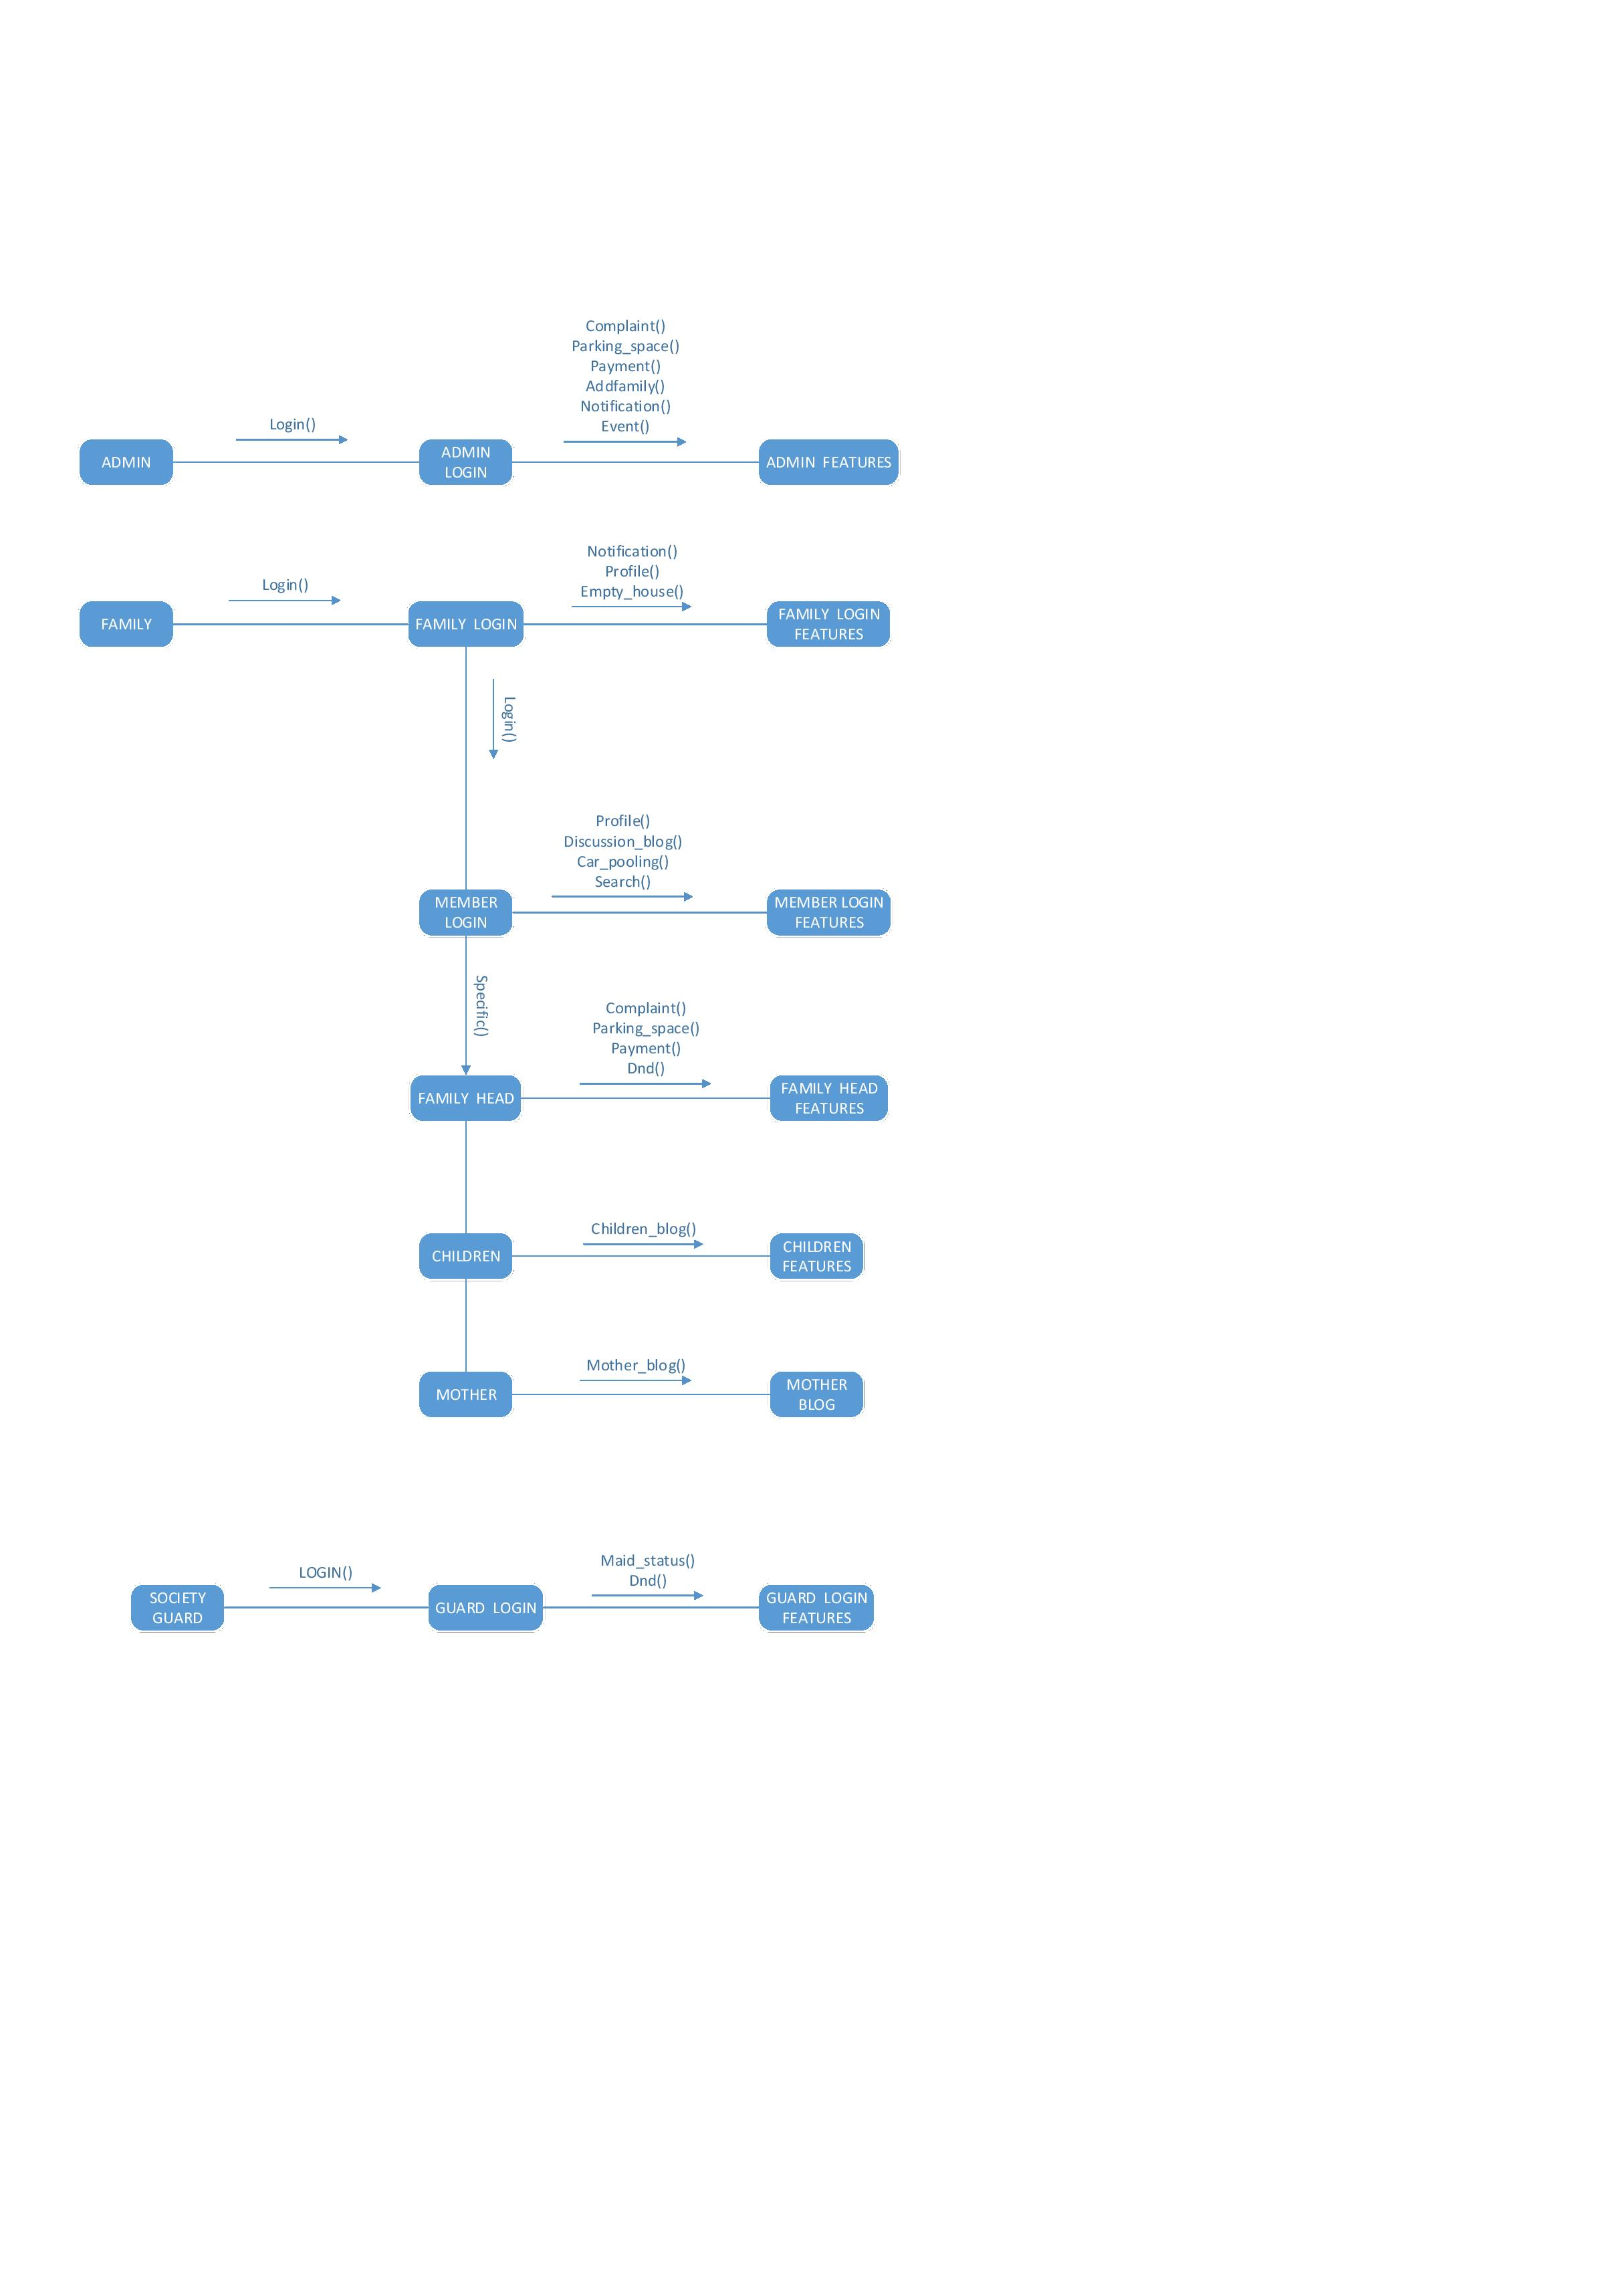 Complaint()
Parking_space()
Payment()
Addfamily()
Notification()
Event()
Login()
ADMIN
ADMIN
LOGIN
ADMIN FEATURES
Notification()
Profile()
Empty_house()
Login()
FAMILY
FAMILY LOGIN
FAMILY LOGIN
FEATURES
Login()
Profile()
Discussion_blog()
Car_pooling()
Search()
MEMBER
LOGIN
MEMBER LOGIN
FEATURES
Specific()
Complaint()
Parking_space()
Payment()
Dnd()
FAMILY HEAD
FAMILY HEAD
FEATURES
Children_blog()
CHILDREN
CHILDREN
FEATURES
Mother_blog()
MOTHER
MOTHER
BLOG
Maid_status()
Dnd()
LOGIN()
SOCIETY
GUARD
GUARD LOGIN
GUARD LOGIN
FEATURES